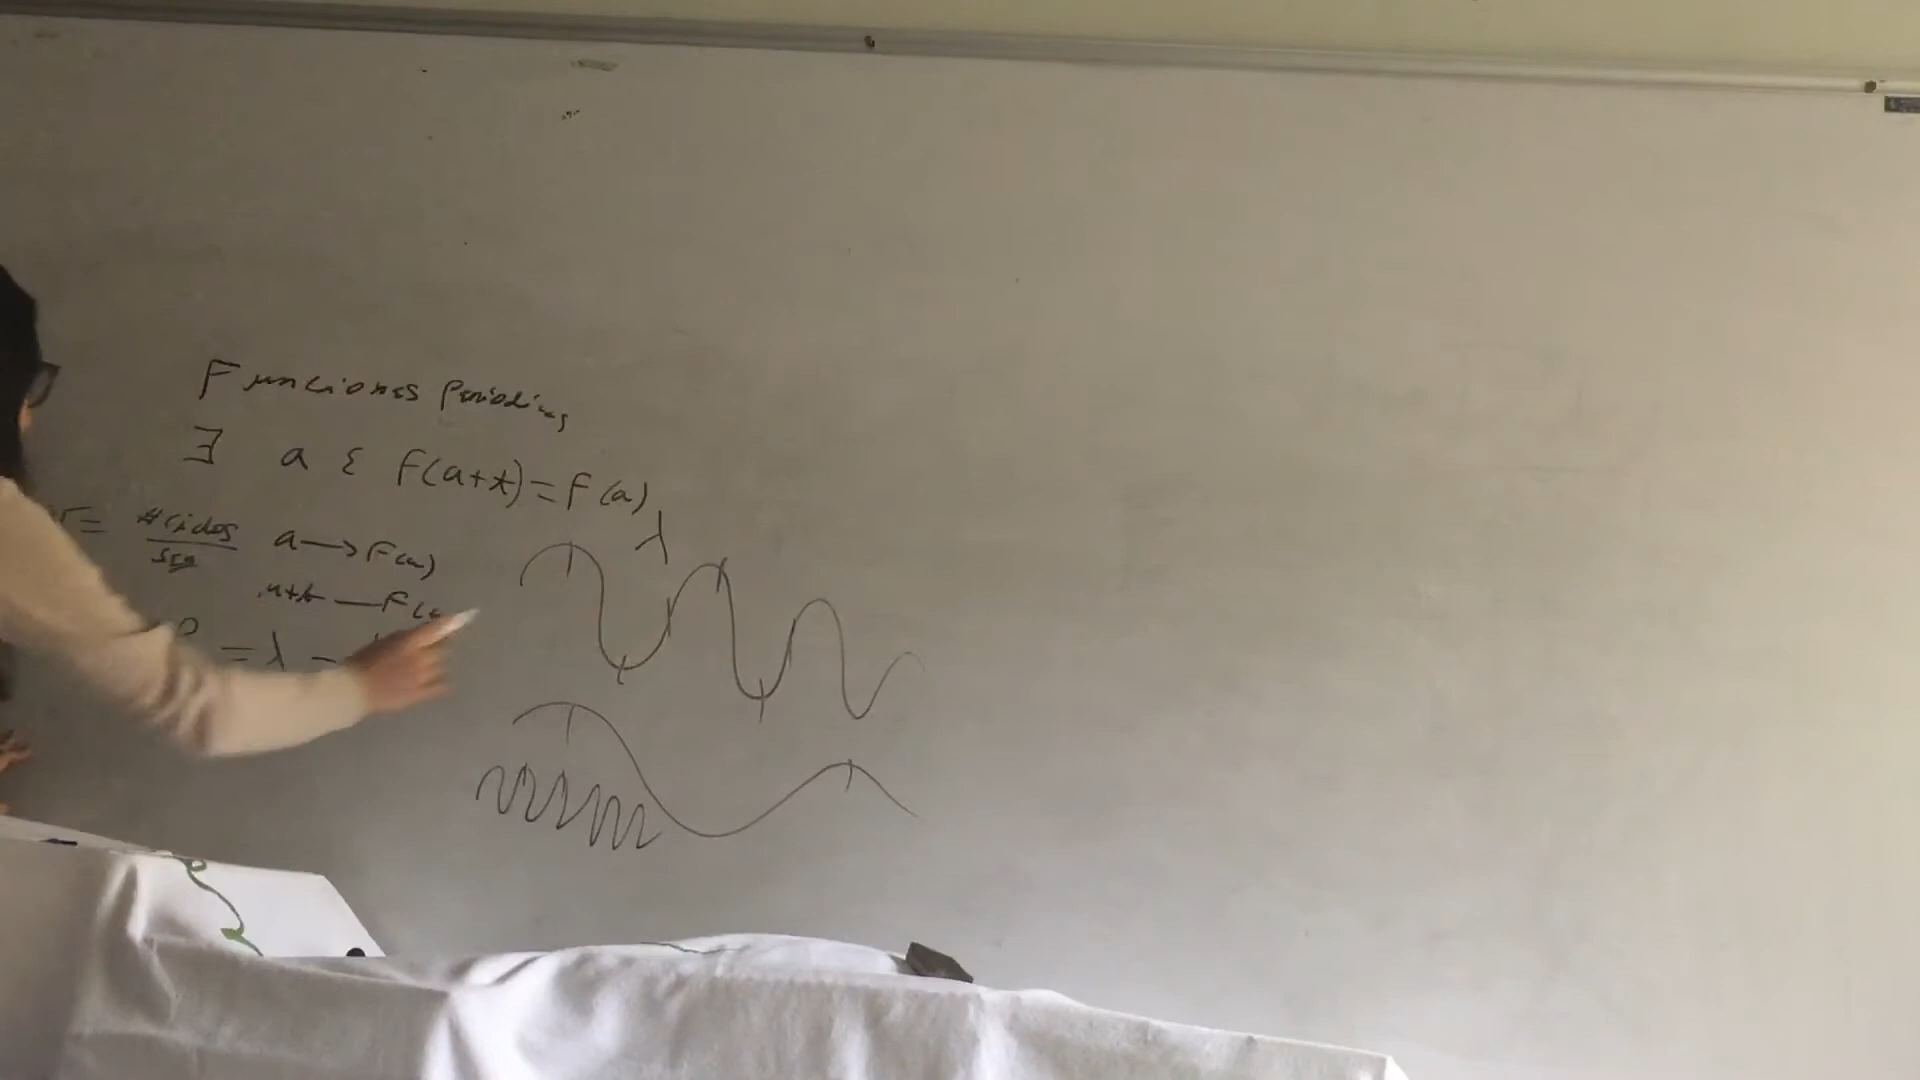 Funciones Periodicas
∃ a ε F(a+t)=F(a)
= #ciclos/seg a → F(a)
a+t — F(
λ
= λ -